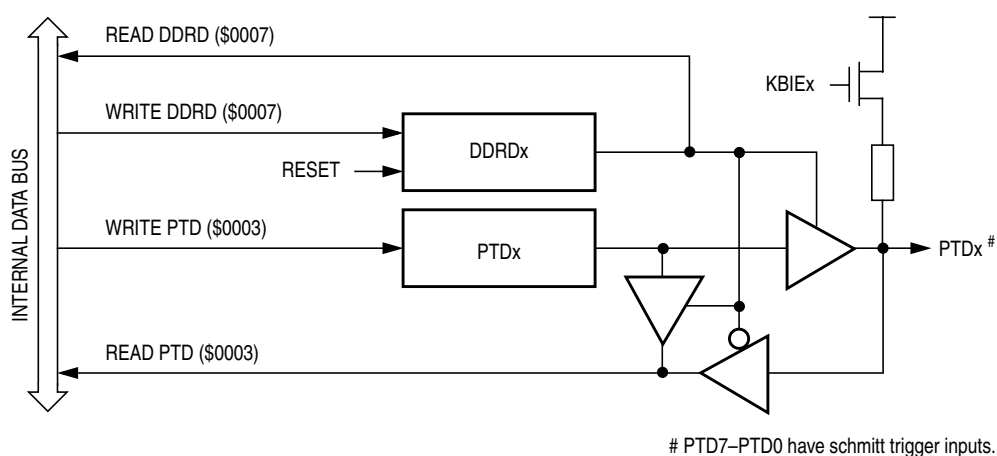 READ DDRD ($0007)
KBIEx
WRITE DDRD ($0007)
DDRDx
RESET
INTERNAL DATA BUS
WRITE PTD ($0003)
PTDx
PTDx #
READ PTD ($0003)
# PTD7–PTD0 have schmitt trigger inputs.